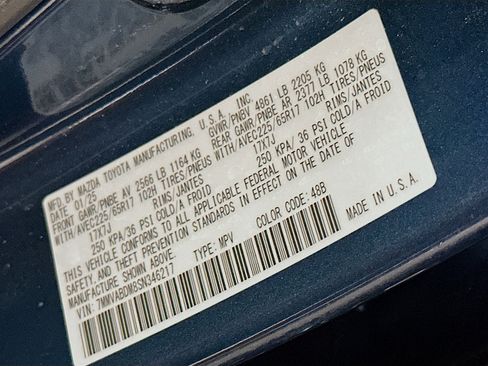 MFD BY MAZDA TOYOTA MANUFACTURING, U.S.A., INC.
DATE: 01/25 GVWR/PNBV 4861 LB 2205 KG
FRONT GAWR/PNBE AV 2566 LB 1164 KG REAR GAWR/PNBE AR 2377 LB 1078 KG
WITH/AVEC225/65R17 102H TIRES/PNEUS WITH/AVEC225/65R17 102H TIRES/PNEUS
17X7J RIMS/JANTES 17X7J RIMS/JANTES
250 KPA/36 PSI COLD/A FROID 250 KPA/36 PSI COLD/A FROID
THIS VEHICLE CONFORMS TO ALL APPLICABLE FEDERAL MOTOR VEHICLE
SAFETY AND THEFT PREVENTION STANDARDS IN EFFECT ON THE DATE OF
MANUFACTURE SHOWN ABOVE.
VIN: 7MMVABDM6SN346217 TYPE: MPV COLOR CODE: 48B
MADE IN U.S.A.